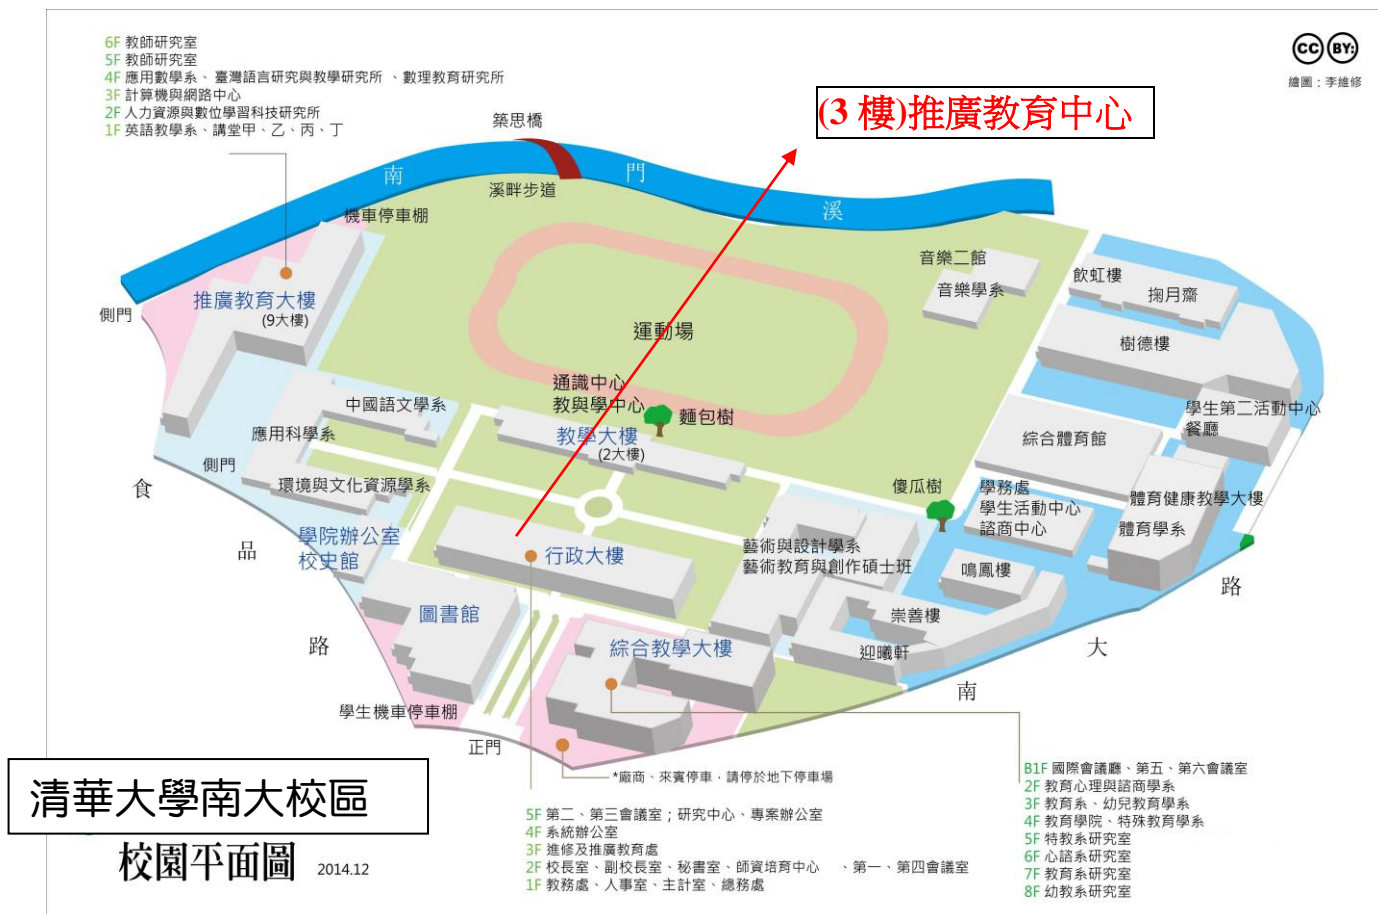 6F 教師研究室
5F 教師研究室
4F 應用數學系、臺灣語言研究與教學研究所 、數理教育研究所
3F 計算機與網路中心
2F 人力資源與數位學習科技研究所
1F 英語教學系、講堂甲、乙、丙、丁
CC BY:
繪圖：李維修
(3 樓)推廣教育中心
築思橋
南
門
溪
溪畔步道
機車停車棚
側門
推廣教育大樓
(9大樓)
運動場
音樂二館
音樂學系
飲虹樓
掬月齋
樹德樓
通識中心
教與學中心
麵包樹
教學大樓
(2大樓)
中國語文學系
應用科學系
側門
環境與文化資源學系
學院辦公室
校史館
學生第二活動中心
餐廳
綜合體育館
傻瓜樹
學務處
學生活動中心
諮商中心
體育健康教學大樓
體育學系
行政大樓
藝術與設計學系
藝術教育與創作碩士班
鳴鳳樓
崇善樓
迎曦軒
圖書館
綜合教學大樓
學生機車停車棚
正門
食
品
路
南
大
路
*廠商、來賓停車，請停於地下停車場
5F 第二、第三會議室；研究中心、專案辦公室
4F 系統辦公室
3F 進修及推廣教育處
2F 校長室、副校長室、秘書室、師資培育中心 、第一、第四會議室
1F 教務處、人事室、主計室、總務處
B1F 國際會議廳、第五、第六會議室
2F 教育心理與諮商學系
3F 教育系、幼兒教育學系
4F 教育學院、特殊教育學系
5F 特教系研究室
6F 心諮系研究室
7F 教育系研究室
8F 幼教系研究室
清華大學南大校區
校園平面圖 2014.12